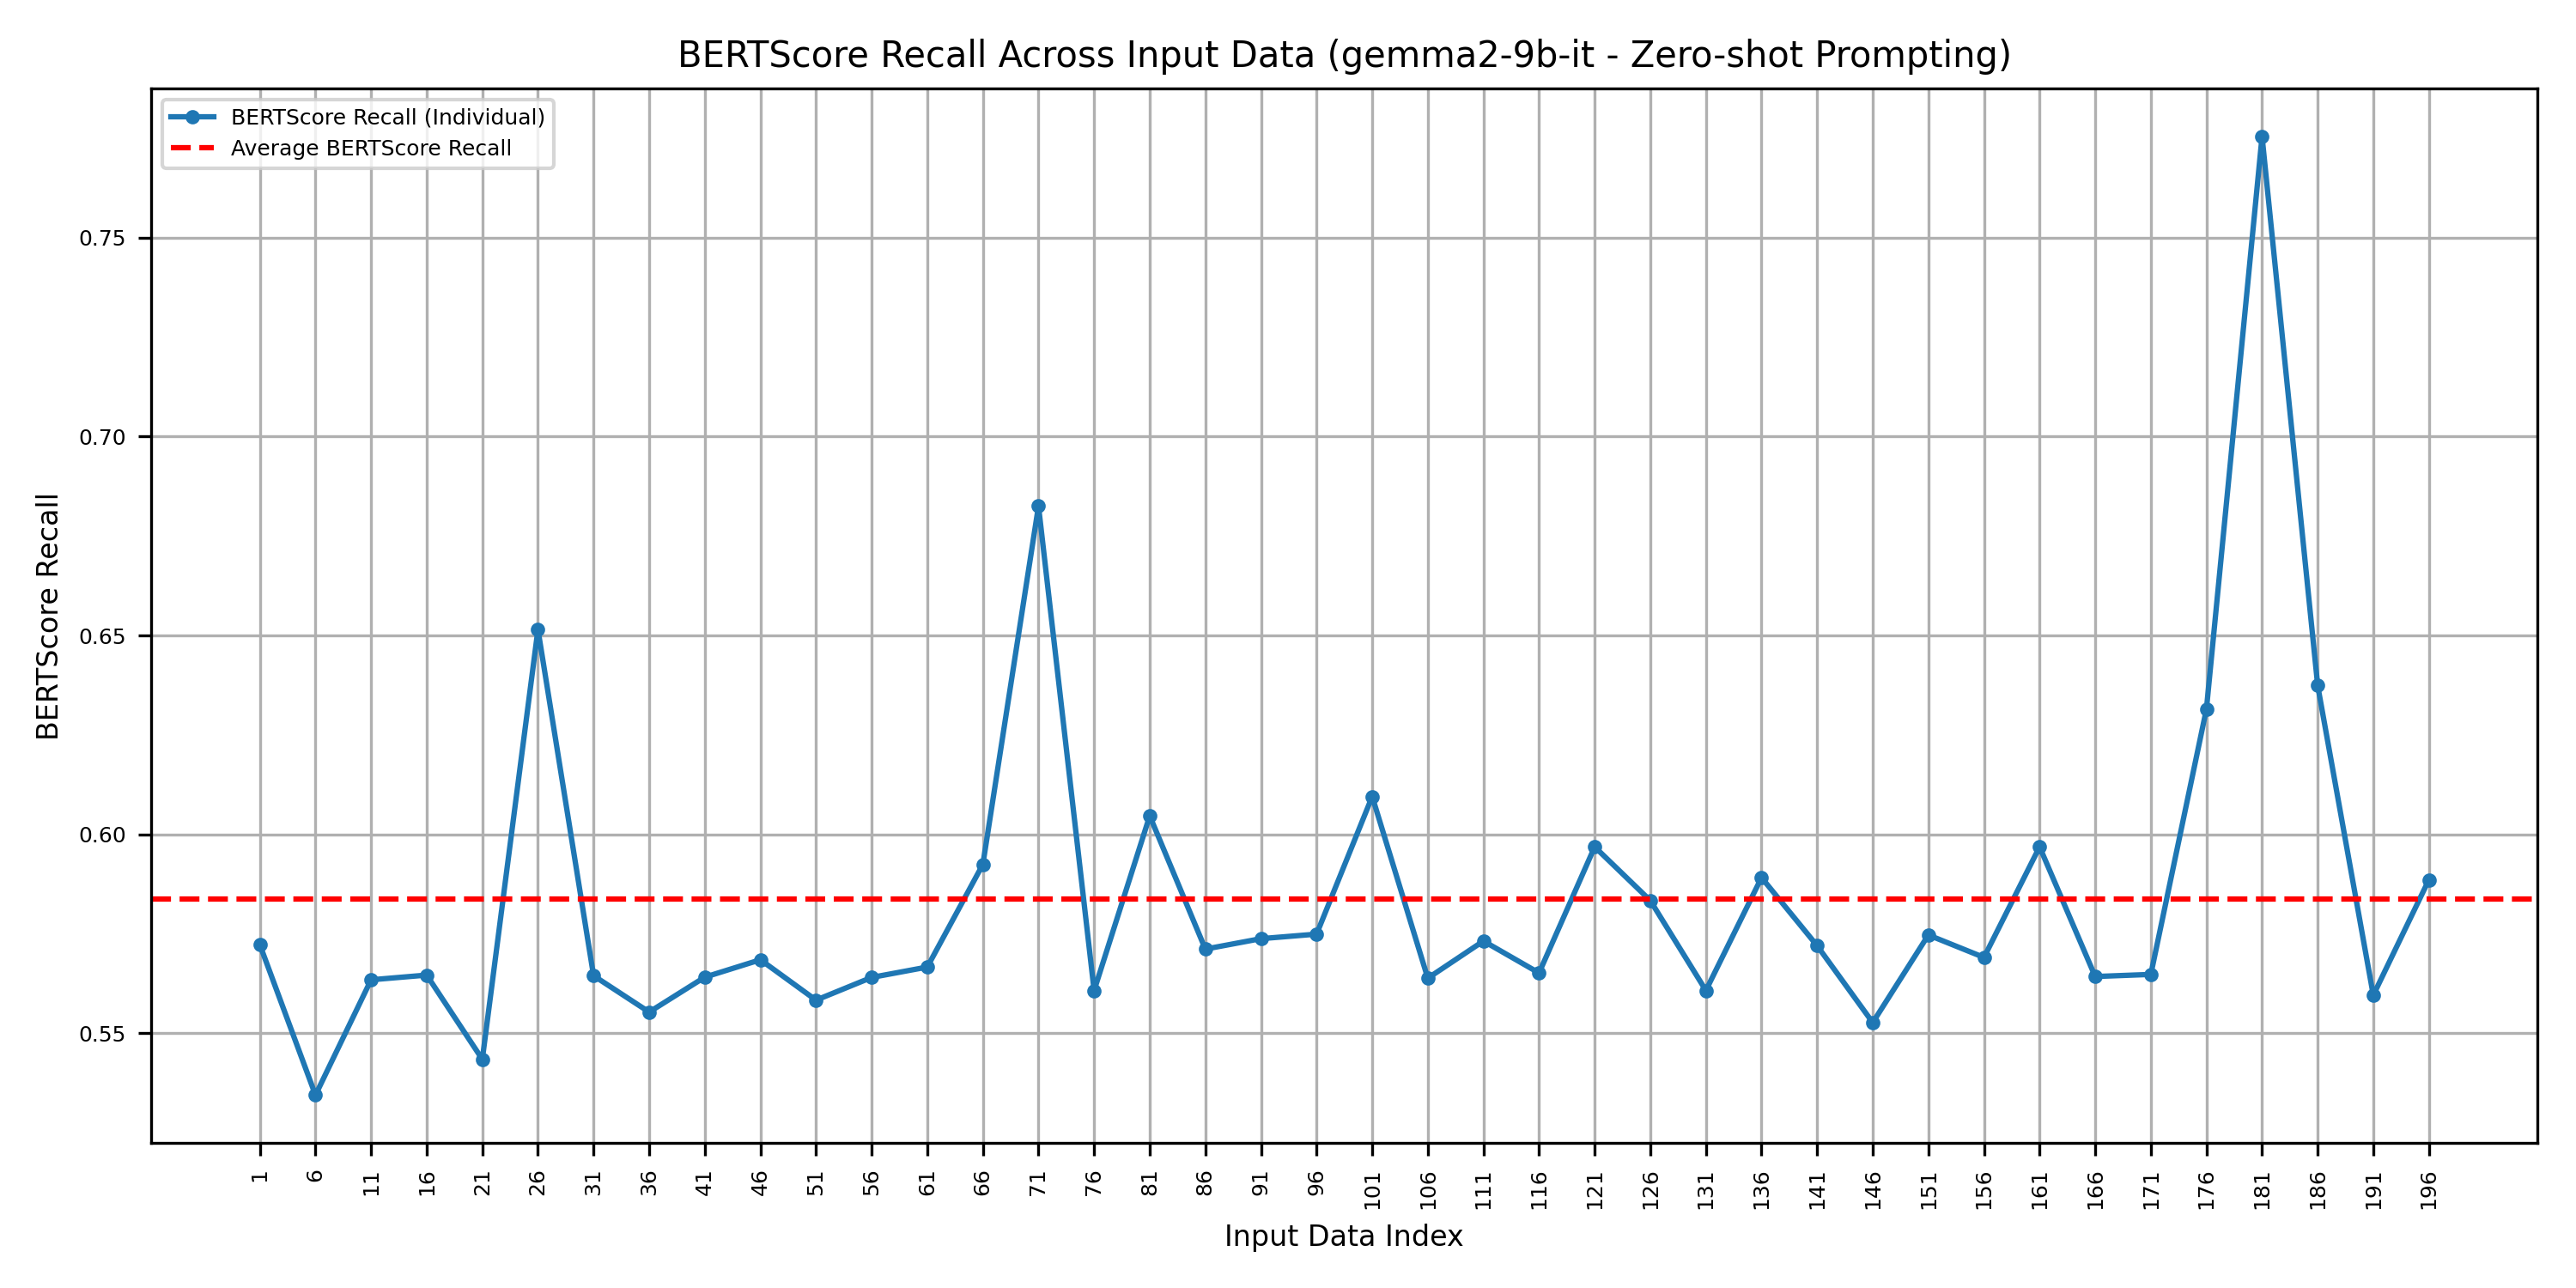 BERTScore Recall Across Input Data (gemma2-9b-it - Zero-shot Prompting)
BERTScore Recall (Individual)
Average BERTScore Recall
BERTScore Recall
0.75
0.70
0.65
0.60
0.55
1 6 11 16 21 26 31 36 41 46 51 56 61 66 71 76 81 86 91 96 101 106 111 116 121 126 131 136 141 146 151 156 161 166 171 176 181 186 191 196
Input Data Index